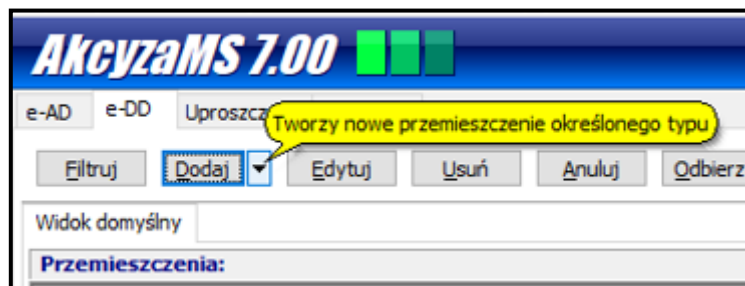 AkcyzaMS 7.00
e-AD e-DD
Tworzy nowe przemieszczenie określonego typu
Filtruj Dodaj Edytuj Usuń Anuluj Odbierz
Widok domyślny
Przemieszczenia: